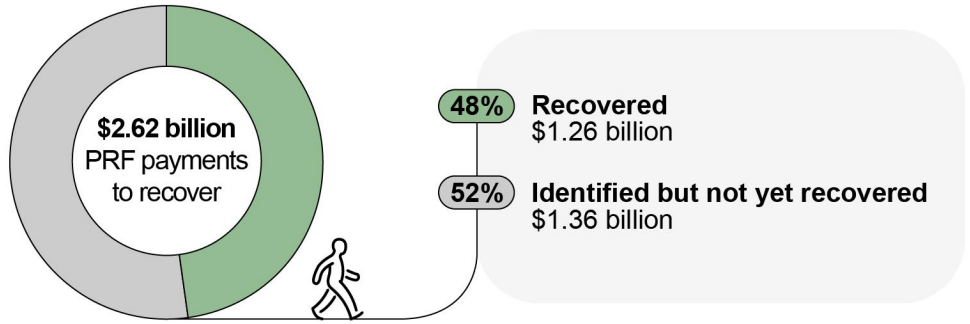 $2.62 billion
PRF payments
to recover
48% Recovered
$1.26 billion
52% Identified but not yet recovered
$1.36 billion